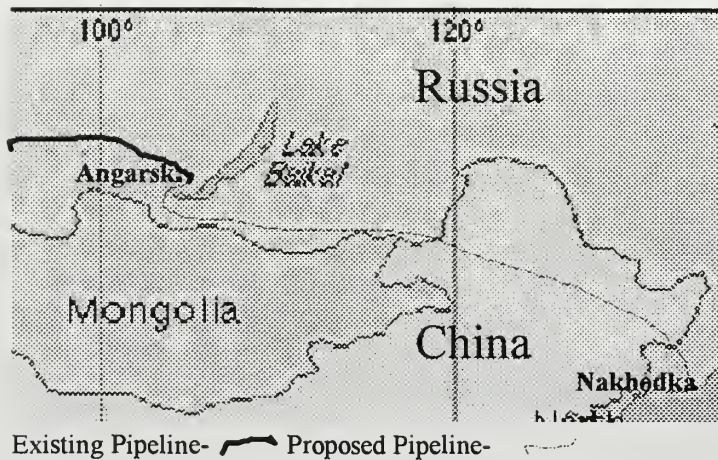 100° 120°
Russia
Lake
Baikal
Angarsk
Mongolia
China
Nakhodka
Existing Pipeline- Proposed Pipeline-